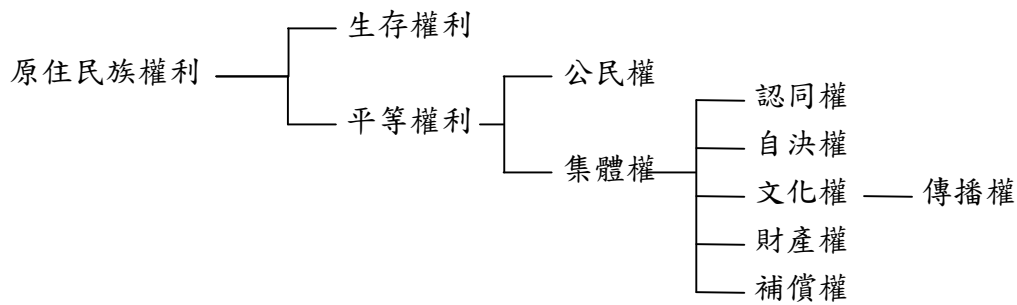 生存權利
原住民族權利
平等權利
公民權
集體權
認同權
自決權
文化權
傳播權
財產權
補償權